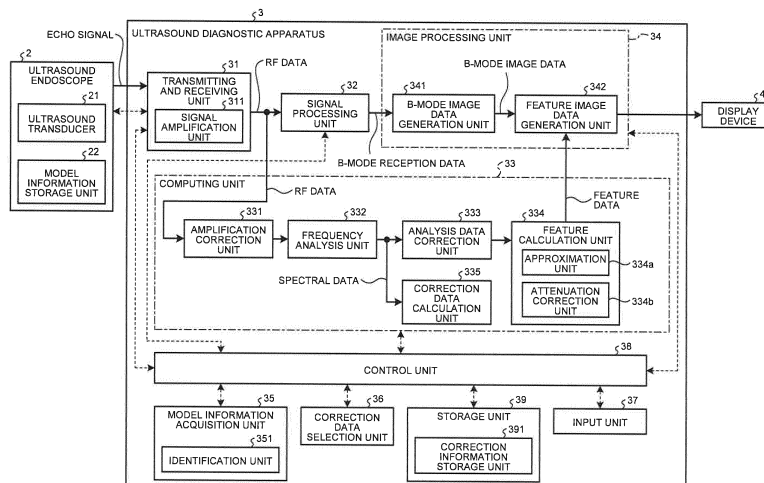 3
ULTRASOUND DIAGNOSTIC APPARATUS
ECHO SIGNAL
IMAGE PROCESSING UNIT
34
2
ULTRASOUND
ENDOSCOPE
21
ULTRASOUND
TRANSDUCER
22
MODEL
INFORMATION
STORAGE UNIT
31
TRANSMITTING
AND RECEIVING
UNIT
311
SIGNAL
AMPLIFICATION
UNIT
RF DATA
32
SIGNAL
PROCESSING
UNIT
341
B-MODE IMAGE
DATA
GENERATION UNIT
B-MODE IMAGE DATA
342
FEATURE IMAGE
DATA
GENERATION UNIT
4
DISPLAY
DEVICE
B-MODE RECEPTION DATA
33
COMPUTING UNIT
RF DATA
FEATURE
DATA
331
AMPLIFICATION
CORRECTION
UNIT
332
FREQUENCY
ANALYSIS UNIT
333
ANALYSIS DATA
CORRECTION
UNIT
334
FEATURE
CALCULATION UNIT
APPROXIMATION
UNIT
334a
ATTENUATION
CORRECTION UNIT
334b
SPECTRAL DATA
335
CORRECTION
DATA
CALCULATION
UNIT
38
CONTROL UNIT
35
MODEL INFORMATION
ACQUISITION UNIT
351
IDENTIFICATION UNIT
36
CORRECTION
DATA
SELECTION UNIT
39
STORAGE UNIT
391
CORRECTION
INFORMATION
STORAGE UNIT
37
INPUT UNIT